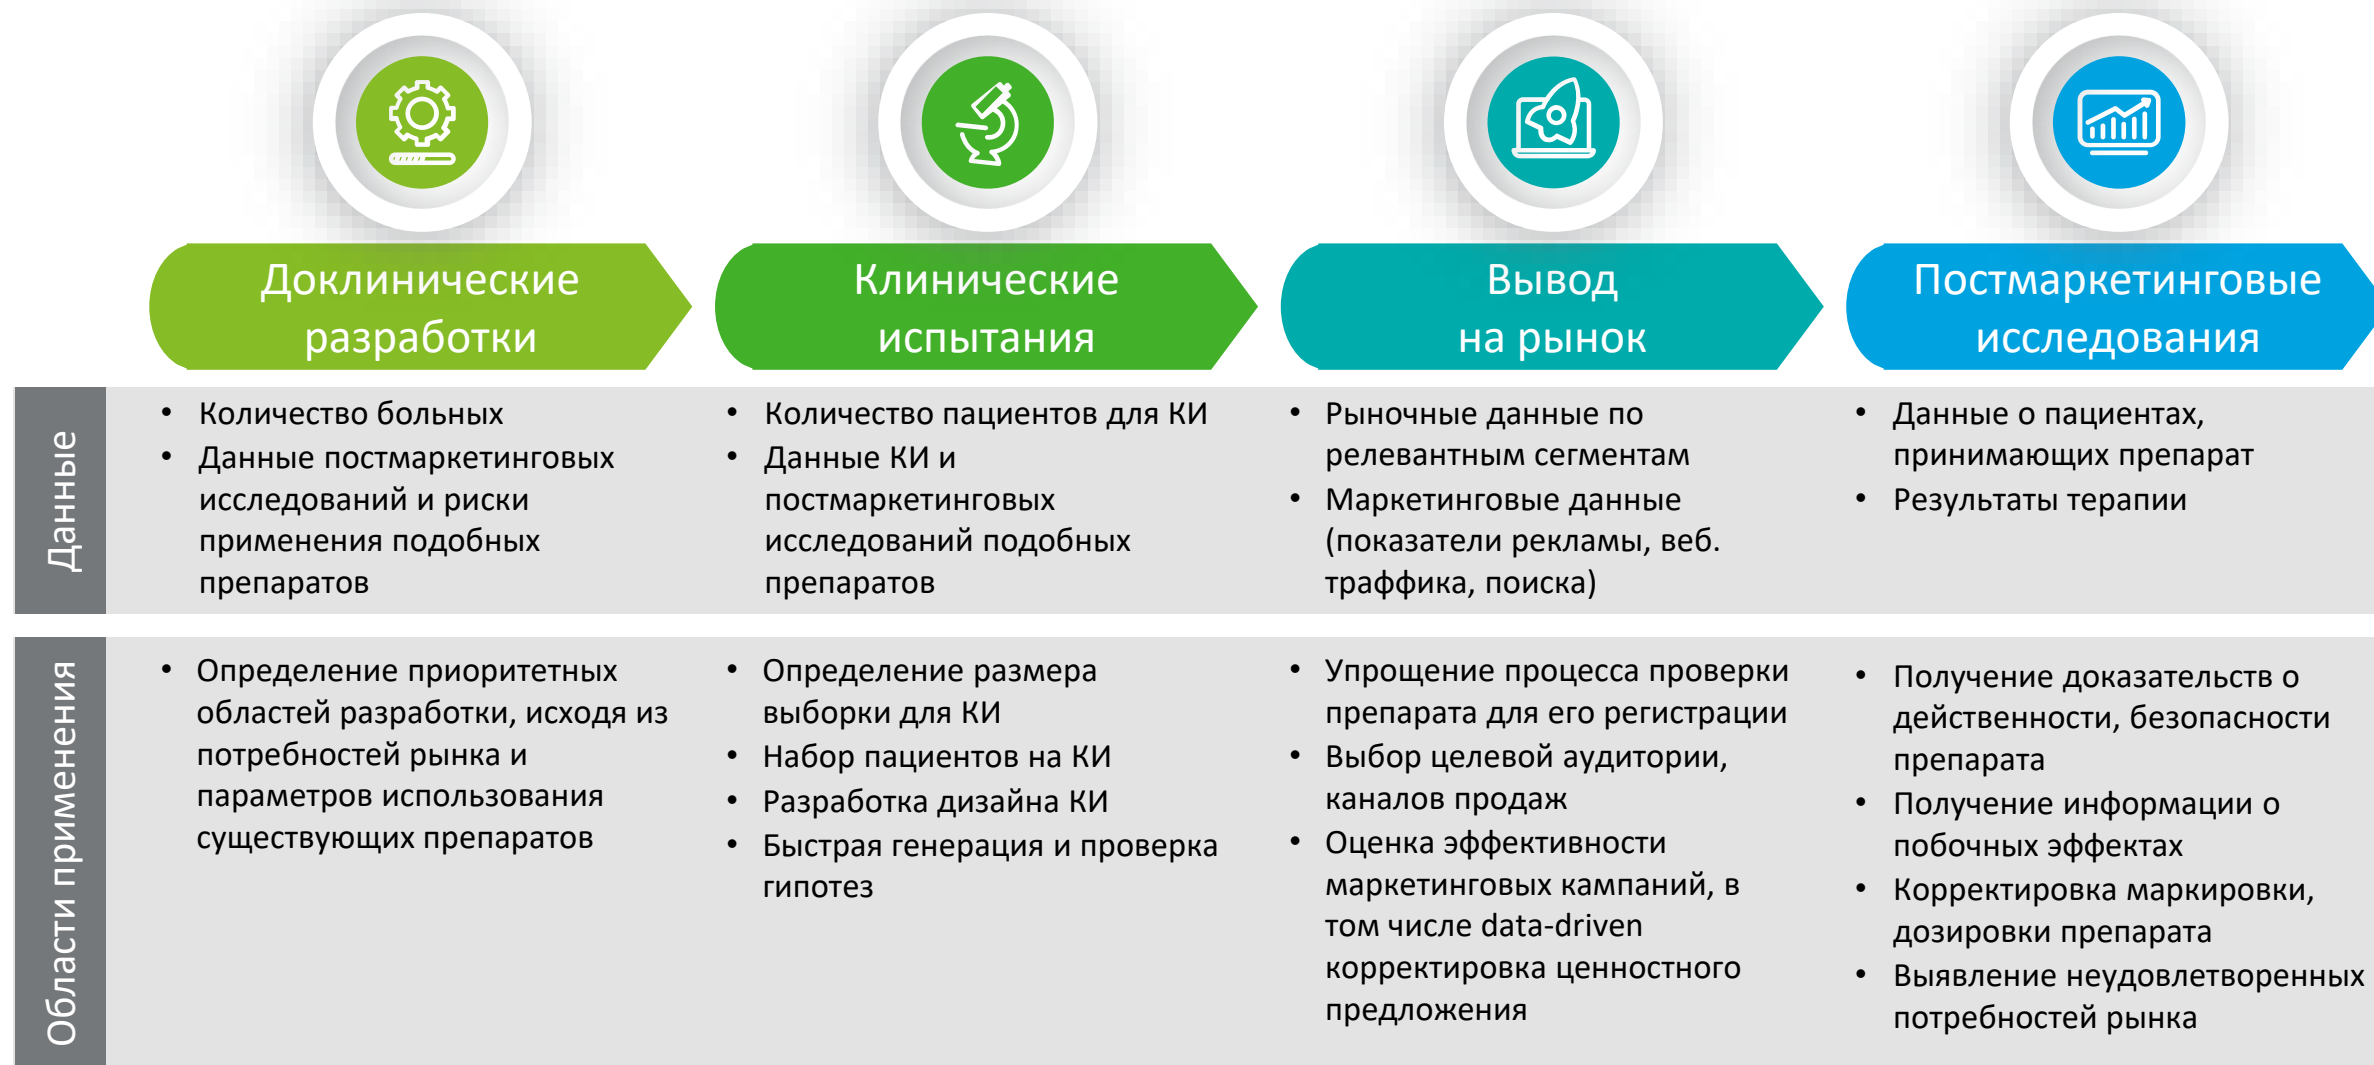 Доклинические
разработки
Клинические
испытания
Вывод
на рынок
Постмаркетинговые
исследования
Данные
• Количество больных
• Данные постмаркетинговых
исследований и риски
применения подобных
препаратов
• Количество пациентов для КИ
• Данные КИ и
постмаркетинговых
исследований подобных
препаратов
• Рыночные данные по
релевантным сегментам
• Маркетинговые данные
(показатели рекламы, веб.
траффика, поиска)
• Данные о пациентах,
принимающих препарат
• Результаты терапии
Области применения
• Определение приоритетных
областей разработки, исходя из
потребностей рынка и
параметров использования
существующих препаратов
• Определение размера
выборки для КИ
• Набор пациентов на КИ
• Разработка дизайна КИ
• Быстрая генерация и проверка
гипотез
• Упрощение процесса проверки
препарата для его регистрации
• Выбор целевой аудитории,
каналов продаж
• Оценка эффективности
маркетинговых кампаний, в
том числе data-driven
корректировка ценностного
предложения
• Получение доказательств о
действенности, безопасности
препарата
• Получение информации о
побочных эффектах
• Корректировка маркировки,
дозировки препарата
• Выявление неудовлетворенных
потребностей рынка